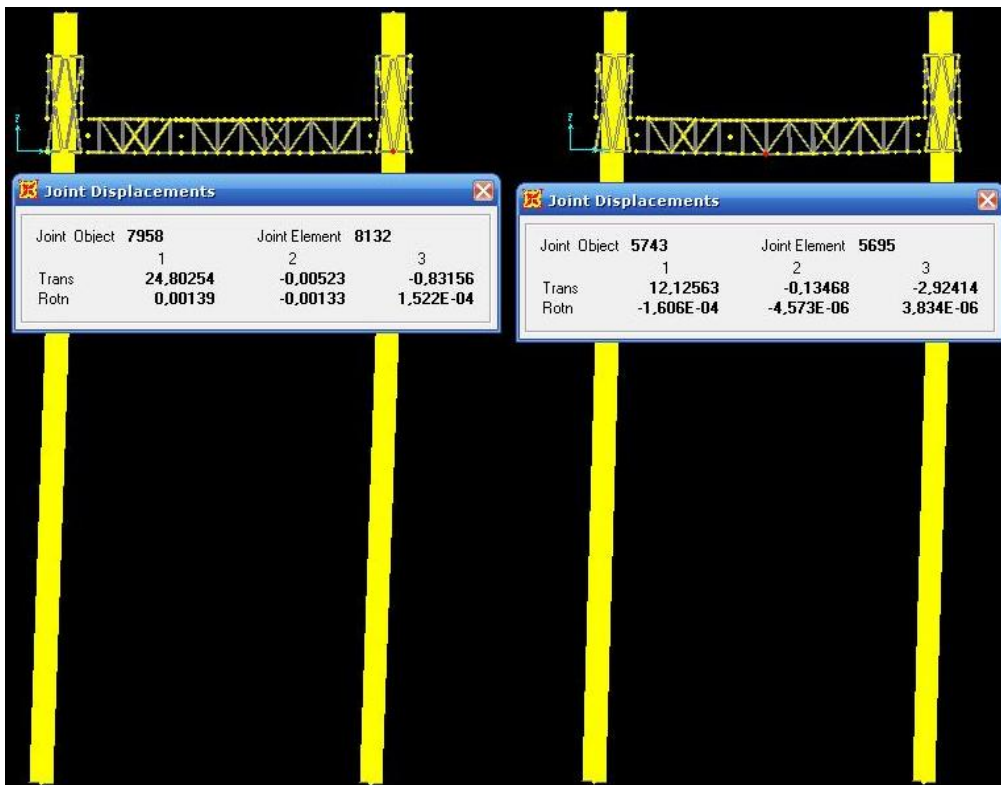 Joint Displacements
Joint Object 7958 Joint Element 8132
1 2 3
Trans 24,80254 -0,00523 -0,83156
Rotn 0,00139 -0,00133 1,522E-04
Joint Displacements
Joint Object 5743 Joint Element 5695
1 2 3
Trans 12,12563 -0,13468 -2,92414
Rotn -1,606E-04 -4,573E-06 3,834E-06